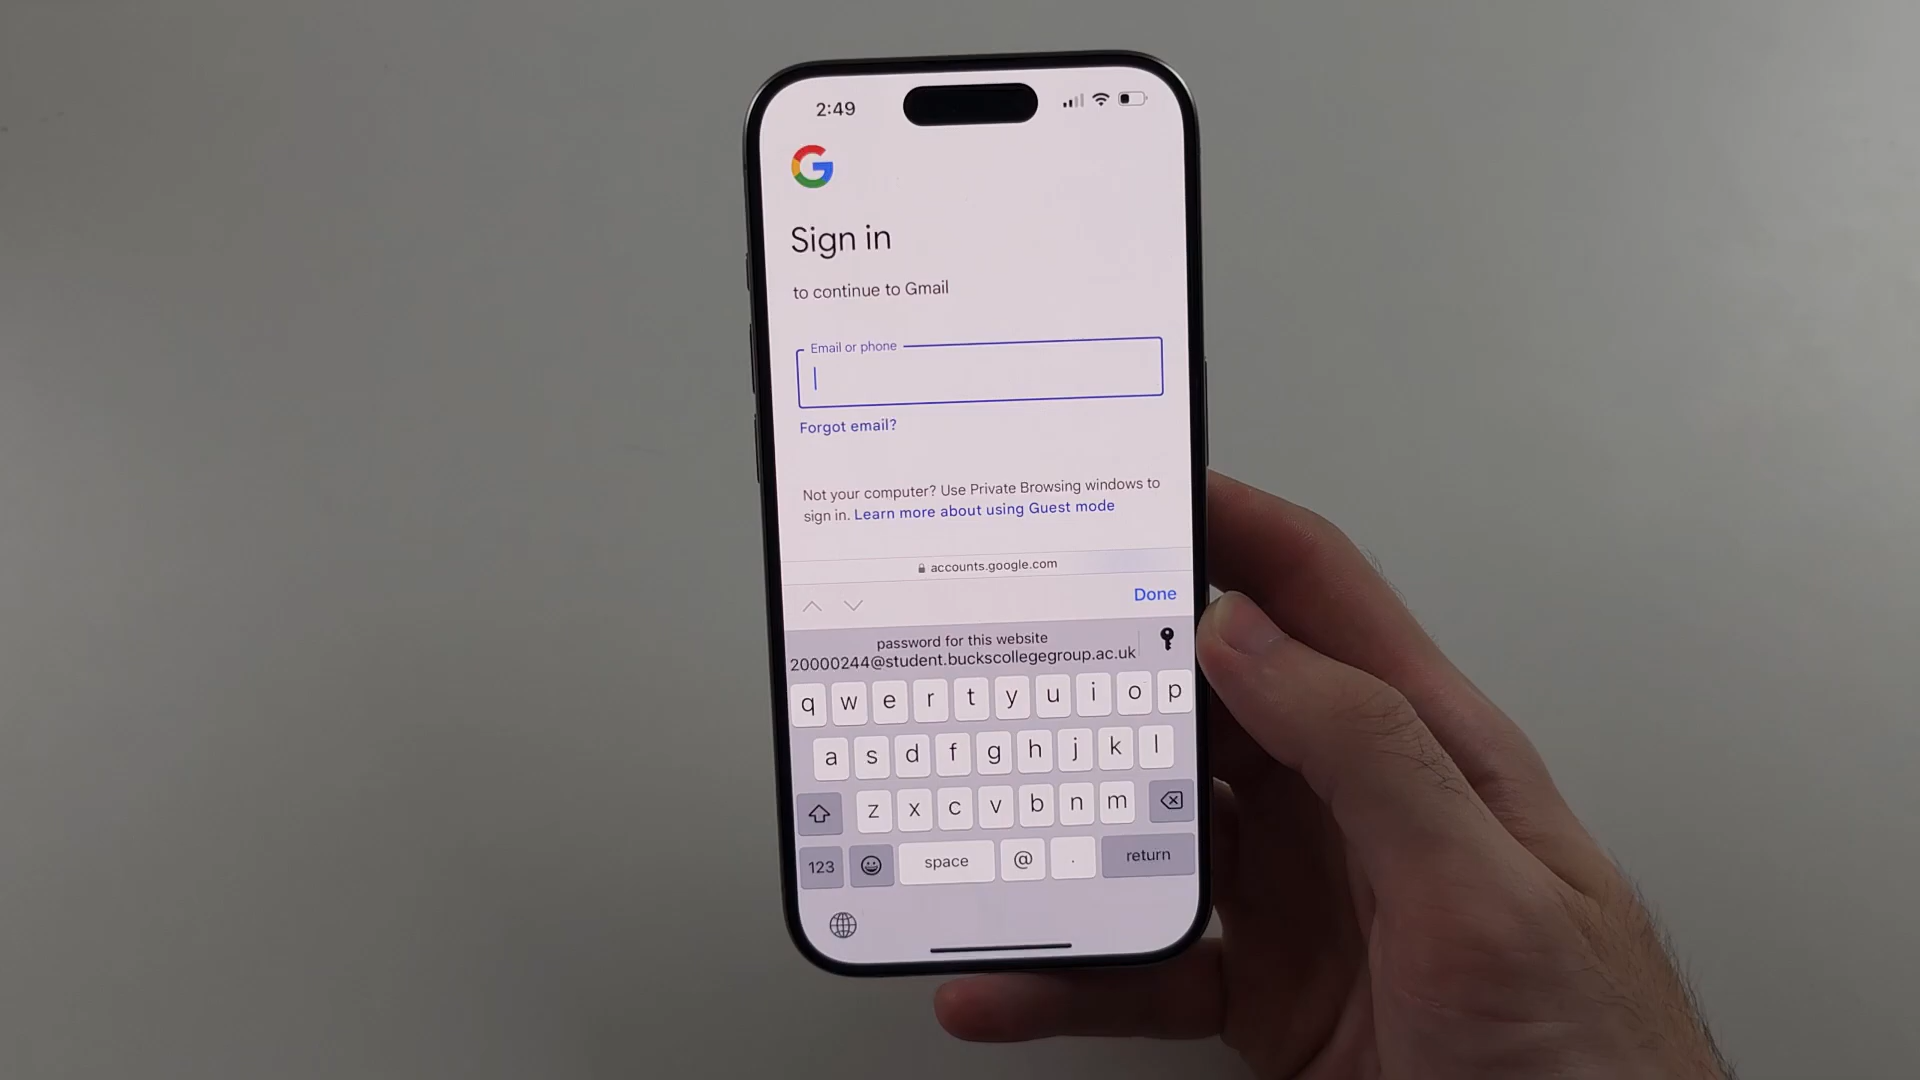 2:49
G
Sign in
to continue to Gmail
Email or phone
Forgot email?
Not your computer? Use Private Browsing windows to
sign in. Learn more about using Guest mode
accounts.google.com
Done
password for this website
20000244@student.buckscollegegroup.ac.uk
q w e r t y u i o p
a s d f g h j k l
z x c v b n m
123 space @ . return